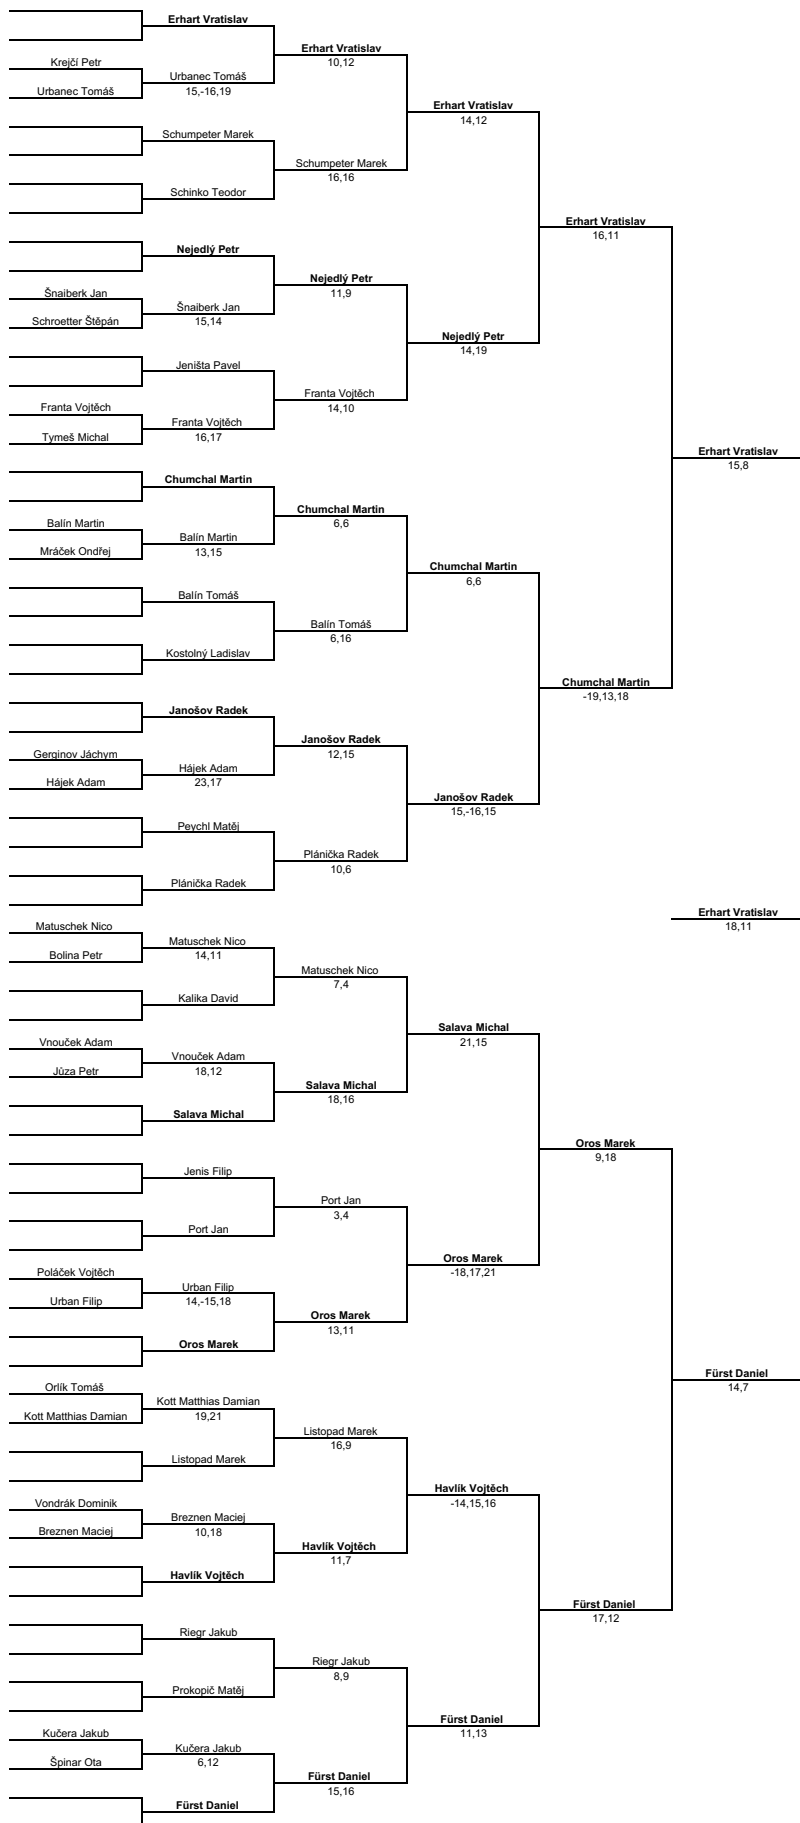 Erhart Vratislav
Erhart Vratislav
Krejčí Petr
10,12
Urbanec Tomáš
Urbanec Tomáš
15,-16,19
Erhart Vratislav
14,12
Schumpeter Marek
Schumpeter Marek
16,16
Schinko Teodor
Erhart Vratislav
16,11
Nejedlý Petr
Nejedlý Petr
11,9
Šnaiberk Jan
Šnaiberk Jan
15,14
Schroetter Štěpán
Nejedlý Petr
14,19
Jeništa Pavel
Franta Vojtěch
14,10
Franta Vojtěch
Franta Vojtěch
16,17
Tymeš Michal
Erhart Vratislav
15,8
Chumchal Martin
Chumchal Martin
6,6
Balín Martin
Balín Martin
13,15
Mráček Ondřej
Chumchal Martin
6,6
Balín Tomáš
Balín Tomáš
6,16
Kostolný Ladislav
Chumchal Martin
-19,13,18
Janošov Radek
Janošov Radek
12,15
Gerginov Jáchym
Hájek Adam
23,17
Hájek Adam
Janošov Radek
15,-16,15
Peychl Matěj
Plánička Radek
10,6
Plánička Radek
Erhart Vratislav
18,11
Matuschek Nico
Matuschek Nico
14,11
Bolina Petr
Matuschek Nico
7,4
Kalika David
Salava Michal
21,15
Vnouček Adam
Vnouček Adam
18,12
Jůza Petr
Salava Michal
18,16
Salava Michal
Oros Marek
9,18
Jenis Filip
Port Jan
3,4
Port Jan
Oros Marek
-18,17,21
Poláček Vojtěch
Urban Filip
14,-15,18
Urban Filip
Oros Marek
13,11
Oros Marek
Fürst Daniel
14,7
Orlík Tomáš
Kott Matthias Damian
19,21
Kott Matthias Damian
Listopad Marek
16,9
Listopad Marek
Havlík Vojtěch
-14,15,16
Vondrák Dominik
Breznen Maciej
10,18
Breznen Maciej
Havlík Vojtěch
11,7
Havlík Vojtěch
Fürst Daniel
17,12
Riegr Jakub
Riegr Jakub
8,9
Prokopič Matěj
Fürst Daniel
11,13
Kučera Jakub
Kučera Jakub
6,12
Špinar Ota
Fürst Daniel
15,16
Fürst Daniel